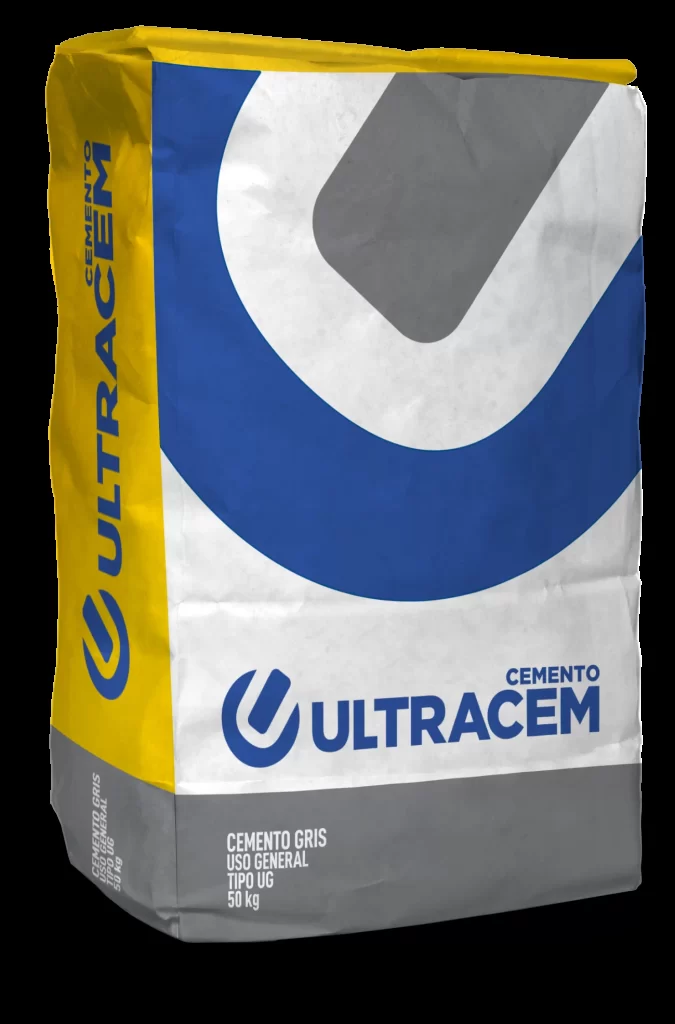 CEMENTO
ULTRACEM
CEMENTO GRIS
USO GENERAL
TIPO UG
50 kg
CEMENTO
ULTRACEM
CEMENTO GRIS
USO GENERAL
TIPO UG
50 kg